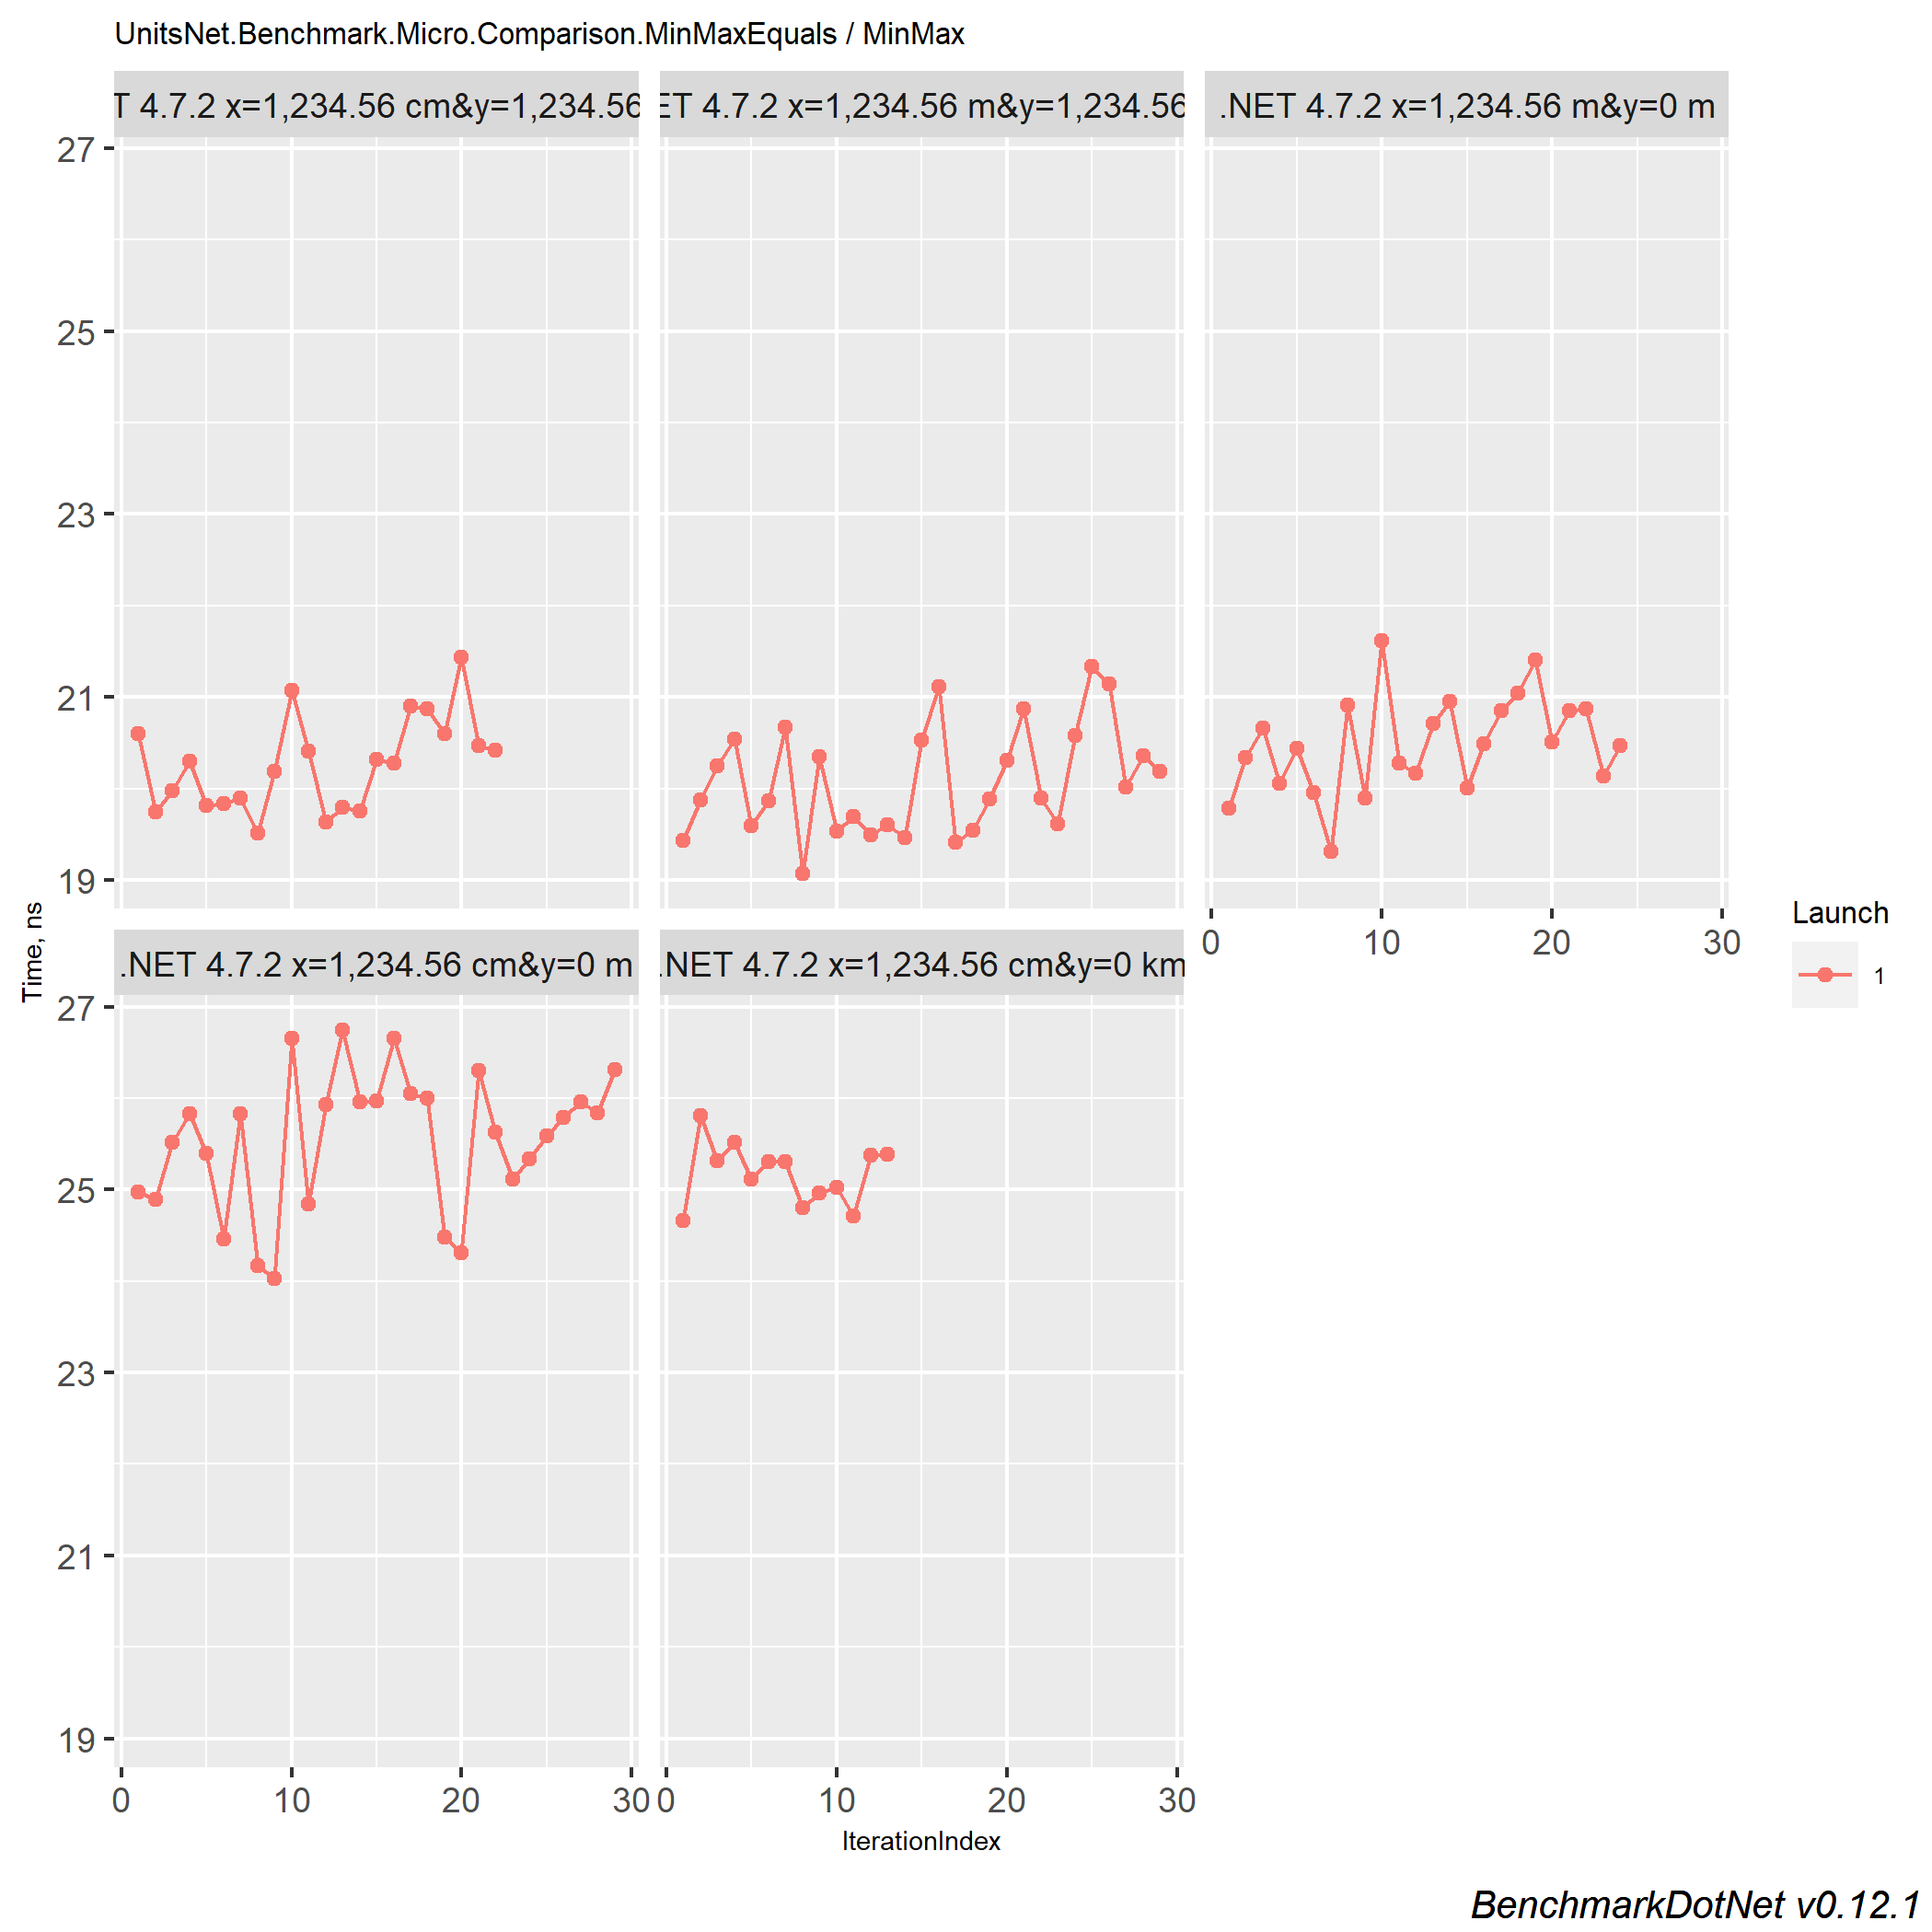 UnitsNet.Benchmark.Micro.Comparison.MinMaxEquals / MinMax
T 4.7.2 x=1,234.56 cm&y=1,234.56
ET 4.7.2 x=1,234.56 m&y=1,234.56
.NET 4.7.2 x=1,234.56 m&y=0 m
27
25
23
21
19
0 10 20 30
Time, ns
Launch
1
.NET 4.7.2 x=1,234.56 cm&y=0 m
.NET 4.7.2 x=1,234.56 cm&y=0 km
27
25
23
21
19
0 10 20 30
0 10 20 30
IterationIndex
BenchmarkDotNet v0.12.1